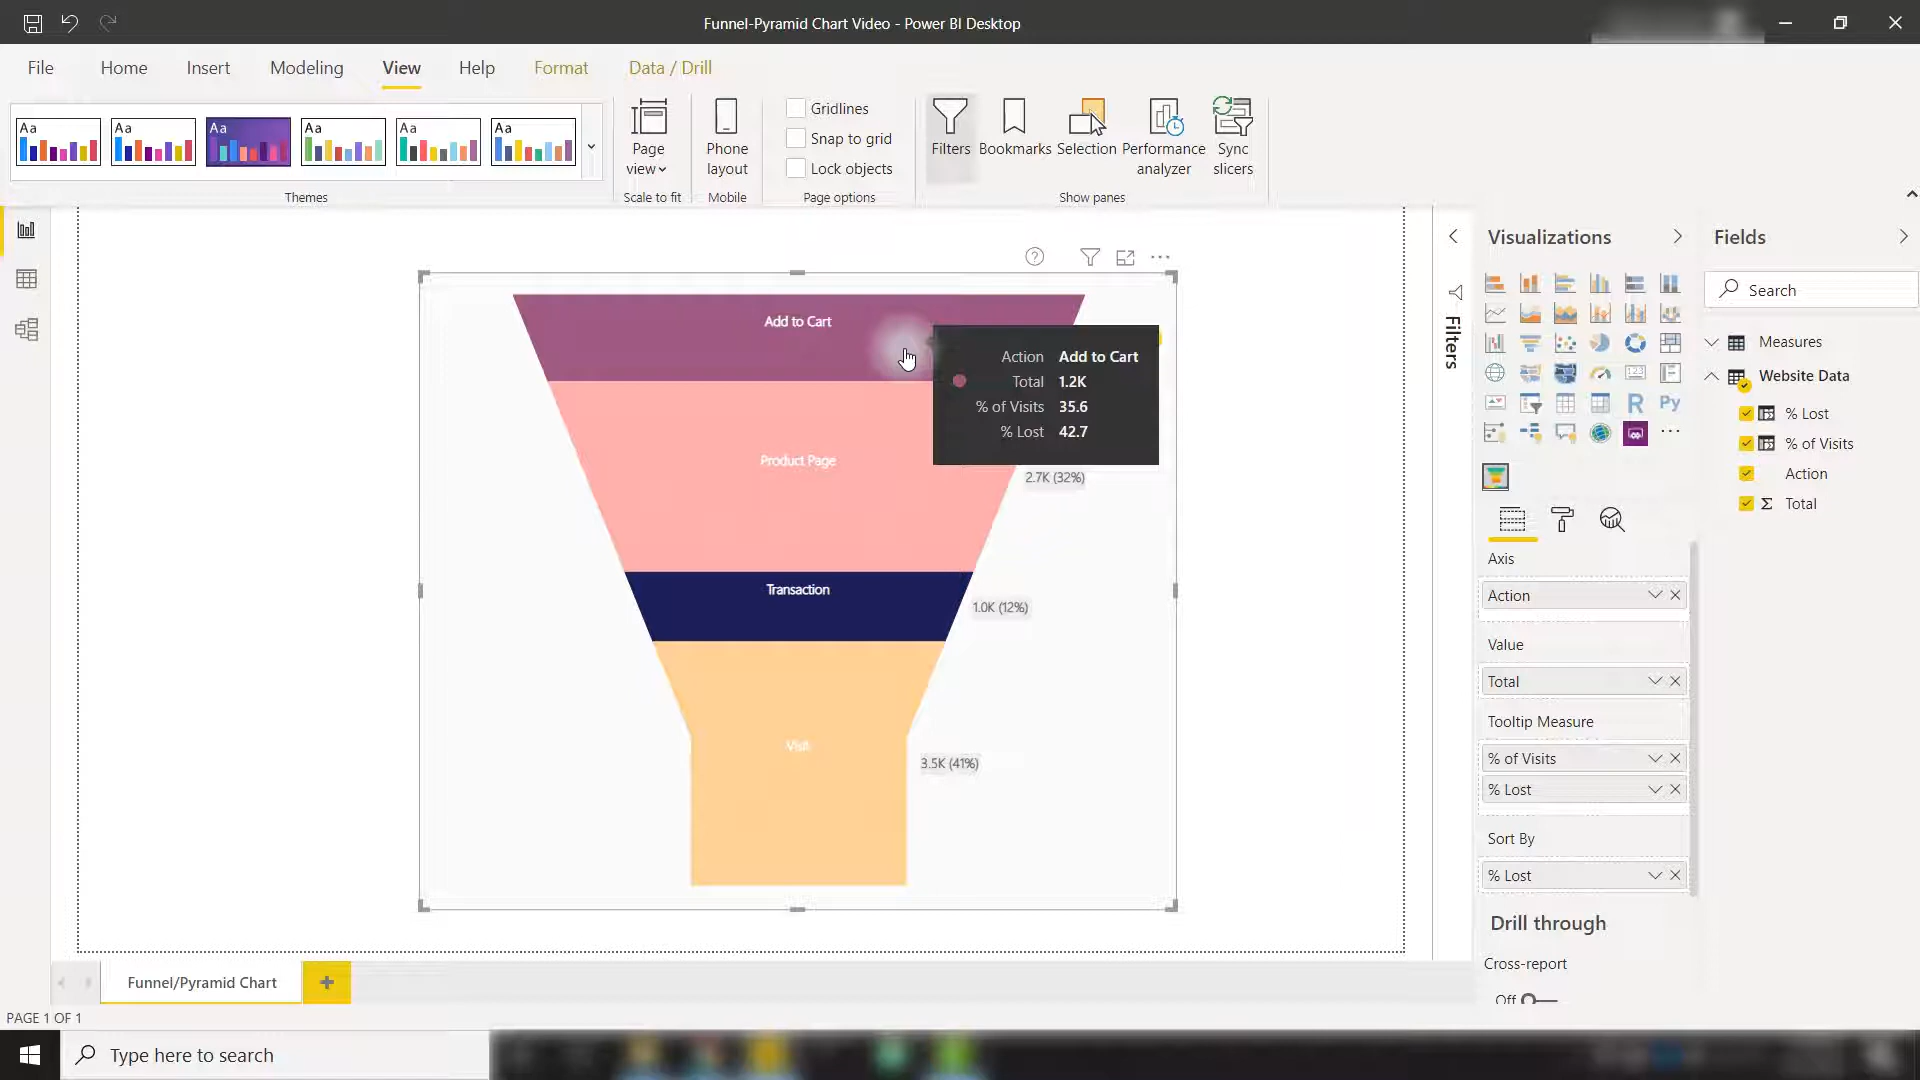 Funnel-Pyramid Chart Video - Power BI Desktop
File Home Insert Modeling View Help Format Data / Drill
Aa Aa Aa Aa Aa Aa
Page view
Phone layout
Gridlines
Snap to grid
Lock objects
Filters Bookmarks Selection
Performance analyzer
Sync slicers
Themes Scale to fit Mobile Page options Show panes
Add to Cart
Action Add to Cart
Total 1.2K
% of Visits 35.6
% Lost 42.7
Product Page
2.7K (32%)
Transaction
1.0K (12%)
Visit
3.5K (41%)
Filters
Visualizations
R Py
123
Axis
Action
Value
Total
Tooltip Measure
% of Visits
% Lost
Sort By
% Lost
Drill through
Cross-report
Off
Fields
Search
Measures
Website Data
% Lost
% of Visits
Action
Σ Total
Funnel/Pyramid Chart
+
PAGE 1 OF 1
Type here to search